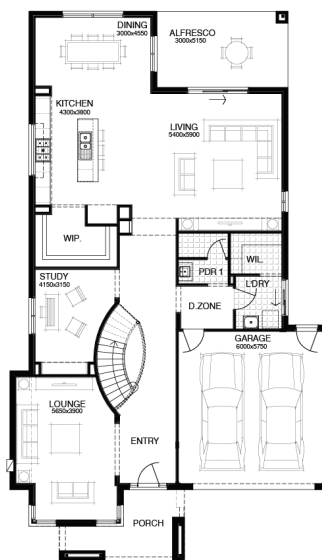 DINING
3000x4550
ALFRESCO
3000x5150
KITCHEN
4300x3800
LIVING
5400x5900
WIP.
WIL
PDR 1
STUDY
4150x3150
L'DRY
D.ZONE
GARAGE
6000x5750
LOUNGE
5650x3900
ENTRY
PORCH